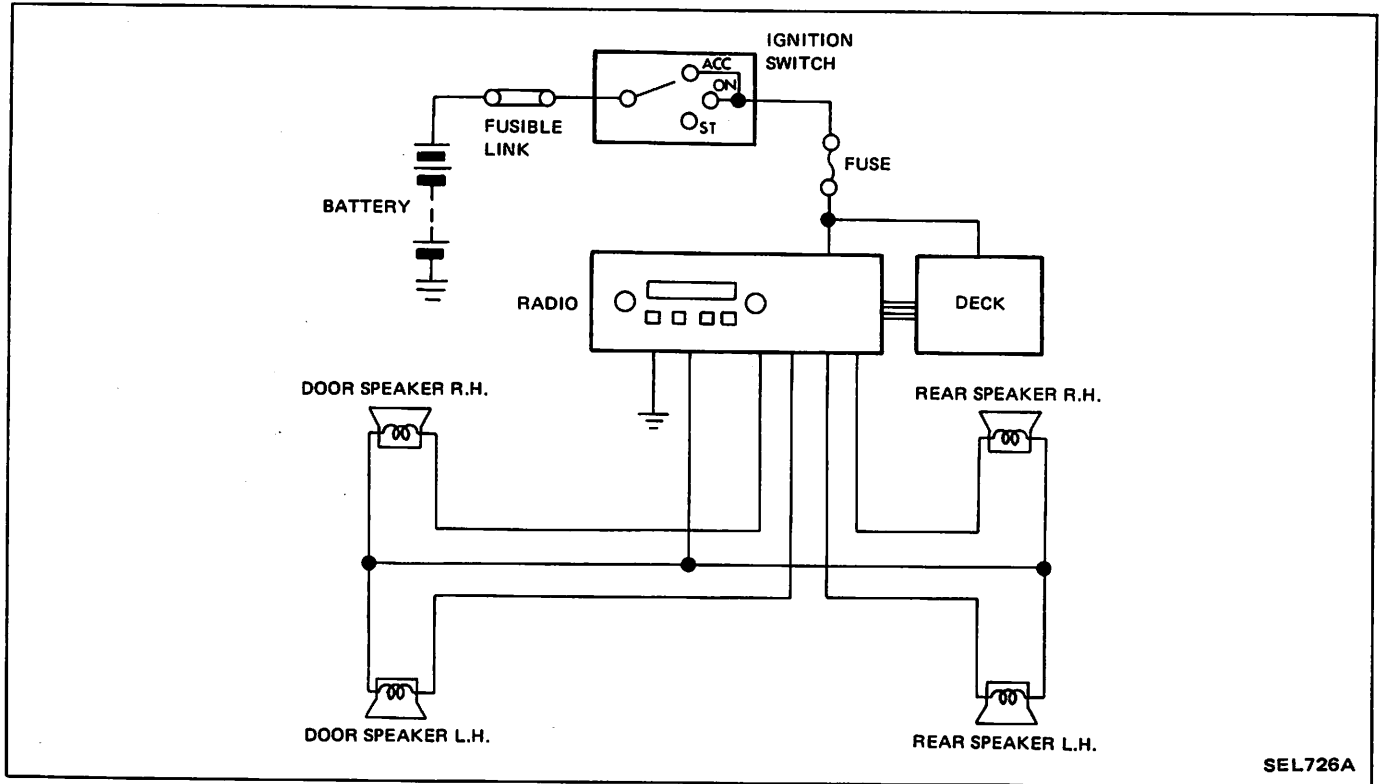 IGNITION
SWITCH
ACC
ON
ST
FUSIBLE
LINK
FUSE
BATTERY
RADIO
DECK
DOOR SPEAKER R.H.
REAR SPEAKER R.H.
DOOR SPEAKER L.H.
REAR SPEAKER L.H.
SEL726A